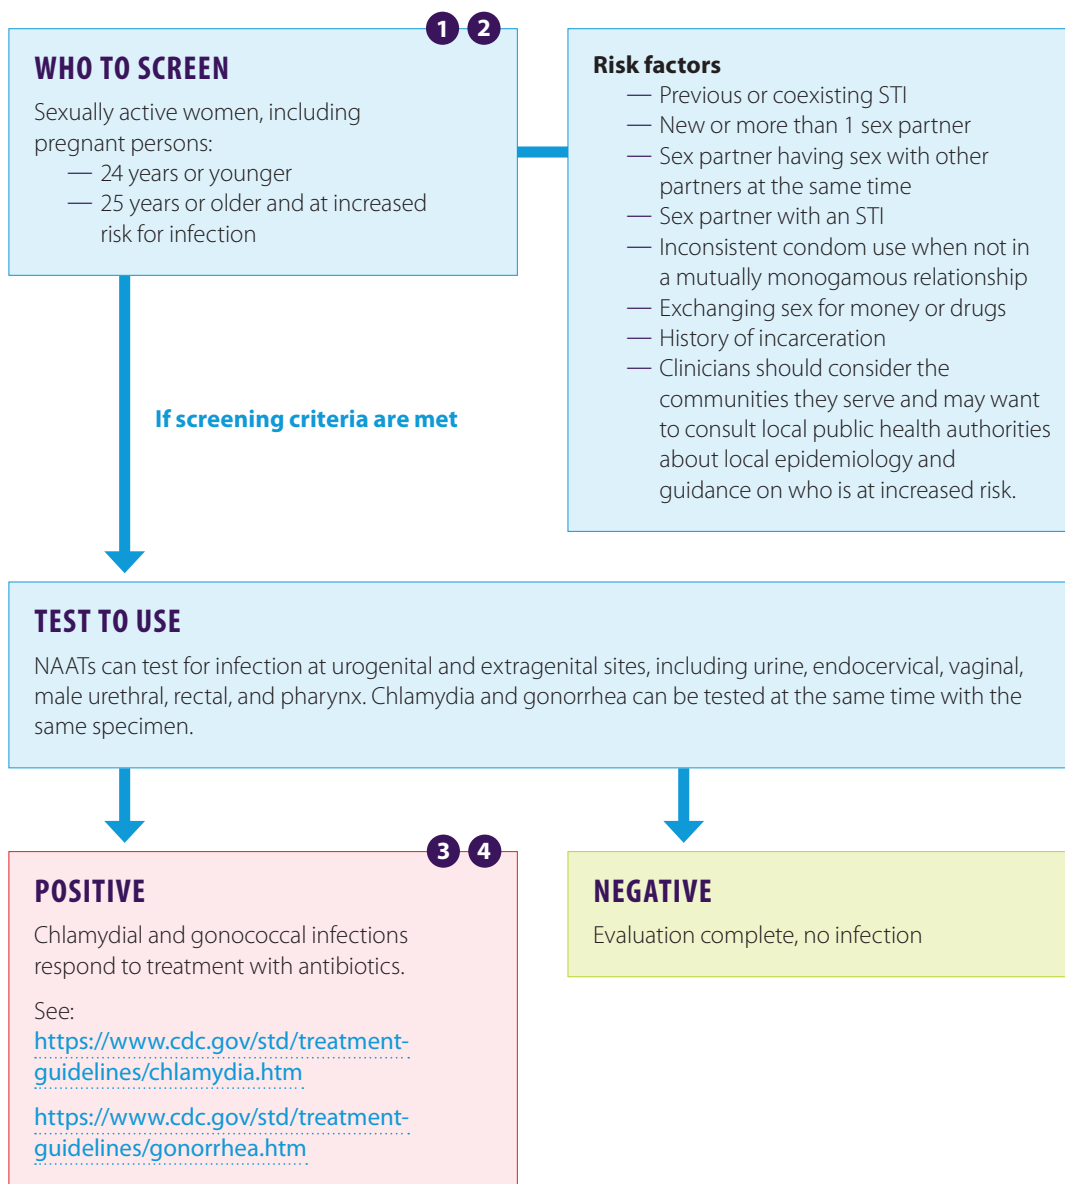 1 2
WHO TO SCREEN
Sexually active women, including
pregnant persons:
— 24 years or younger
— 25 years or older and at increased
risk for infection
Risk factors
— Previous or coexisting STI
— New or more than 1 sex partner
— Sex partner having sex with other
partners at the same time
— Sex partner with an STI
— Inconsistent condom use when not in
a mutually monogamous relationship
— Exchanging sex for money or drugs
— History of incarceration
— Clinicians should consider the
communities they serve and may want
to consult local public health authorities
about local epidemiology and
guidance on who is at increased risk.
If screening criteria are met
TEST TO USE
NAATs can test for infection at urogenital and extragenital sites, including urine, endocervical, vaginal,
male urethral, rectal, and pharynx. Chlamydia and gonorrhea can be tested at the same time with the
same specimen.
3 4
POSITIVE
Chlamydial and gonococcal infections
respond to treatment with antibiotics.
See:
https://www.cdc.gov/std/treatment-
guidelines/chlamydia.htm
https://www.cdc.gov/std/treatment-
guidelines/gonorrhea.htm
NEGATIVE
Evaluation complete, no infection